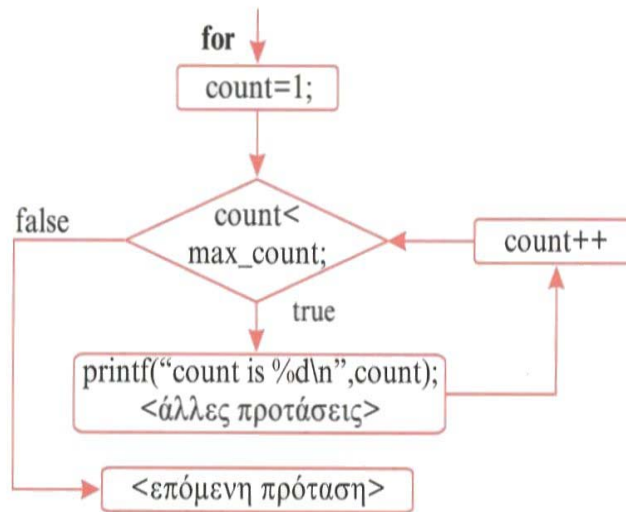 for
count=1;
false
count<
max_count;
count++
true
printf(“count is %d\n”,count);
<άλλες προτάσεις>
<επόμενη πρόταση>